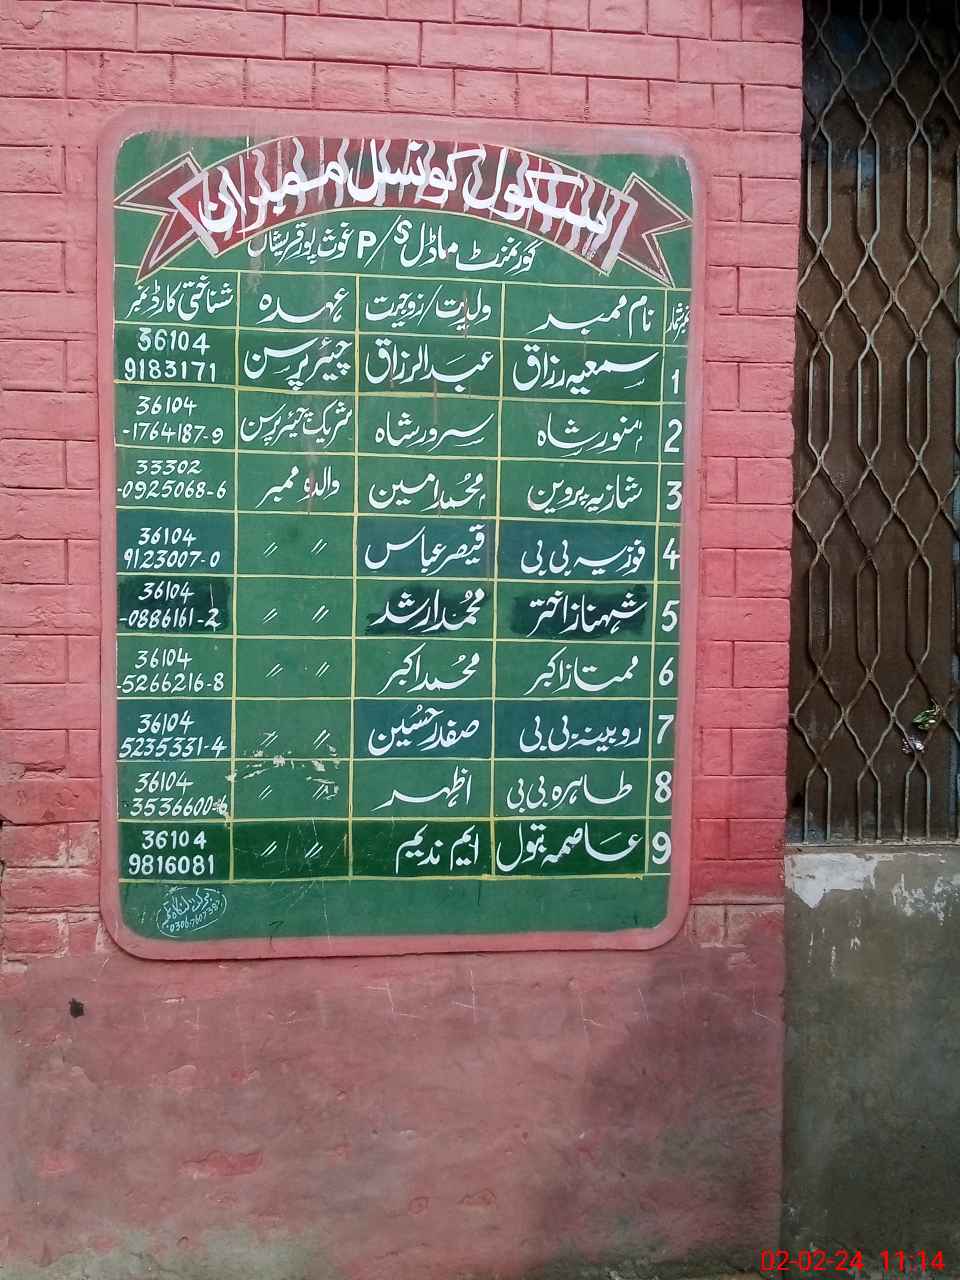 سکول کونسل ممبران
گورنمنٹ ماڈل P/S غوث پور قریشاں
نمبر شمار نام ممبر ولدیت/زوجیت عہدہ شناختی کارڈ نمبر
1 سمعیہ رزاق عبدالرزاق چیئرپرسن 36104 9183171
2 منور شاہ سرور شاہ شریک چیئرپرسن 36104 -1764187-9
3 شازیہ پروین محمد امین والدہ ممبر 33302 -0925068-6
4 فوزیہ بی بی قیصر عباس 〃 〃 36104 9123007-0
5 شہناز اختر محمد ارشد 〃 〃 36104 -0886161-2
6 ممتاز اکبر محمد اکبر 〃 〃 36104 -5266216-8
7 روبینہ بی بی صفدر حسین 〃 〃 36104 5235331-4
8 طاہرہ بی بی اظہر 〃 〃 36104 3536600-6
9 عاصمہ بتول ایم ندیم 〃 〃 36104 9816081
02-02-24 11:14